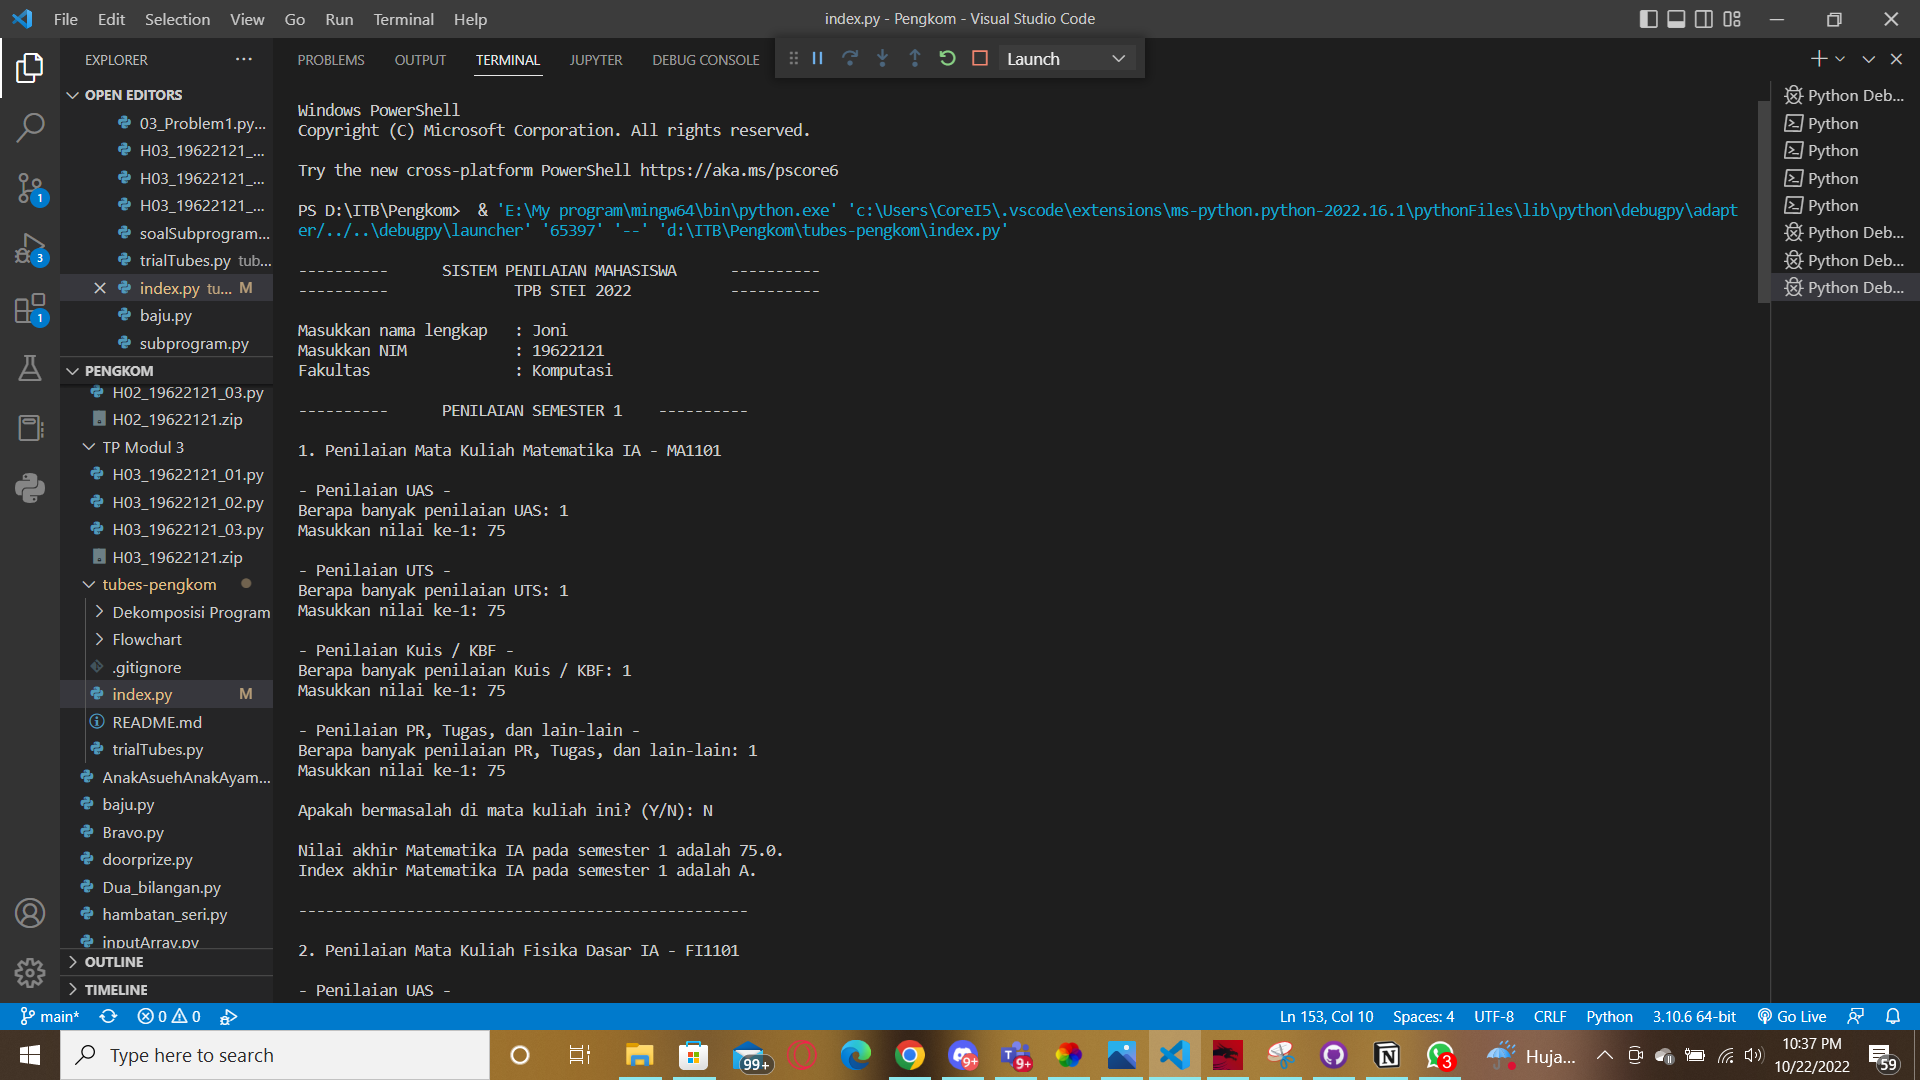 File Edit Selection View Go Run Terminal Help
index.py - Pengkom - Visual Studio Code
EXPLORER
OPEN EDITORS
03_Problem1.py...
H03_19622121_...
H03_19622121_...
H03_19622121_...
soalSubprogram...
trialTubes.py tub...
index.py tu... M
baju.py
subprogram.py
PENGKOM
H02_19622121_03.py
H02_19622121.zip
TP Modul 3
H03_19622121_01.py
H03_19622121_02.py
H03_19622121_03.py
H03_19622121.zip
tubes-pengkom
Dekomposisi Program
Flowchart
.gitignore
index.py M
README.md
trialTubes.py
AnakAsuehAnakAyam...
baju.py
Bravo.py
doorprize.py
Dua_bilangan.py
hambatan_seri.py
inputArray.py
OUTLINE
TIMELINE
1
3
1
PROBLEMS OUTPUT TERMINAL JUPYTER DEBUG CONSOLE
Launch
Windows PowerShell
Copyright (C) Microsoft Corporation. All rights reserved.
Try the new cross-platform PowerShell https://aka.ms/pscore6
PS D:\ITB\Pengkom>  & 'E:\My program\mingw64\bin\python.exe' 'c:\Users\CoreI5\.vscode\extensions\ms-python.python-2022.16.1\pythonFiles\lib\python\debugpy\adapt
er/../..\debugpy\launcher' '65397' '--' 'd:\ITB\Pengkom\tubes-pengkom\index.py'
----------      SISTEM PENILAIAN MAHASISWA      ----------
----------              TPB STEI 2022           ----------
Masukkan nama lengkap   : Joni
Masukkan NIM            : 19622121
Fakultas                : Komputasi
----------      PENILAIAN SEMESTER 1    ----------
1. Penilaian Mata Kuliah Matematika IA - MA1101
- Penilaian UAS -
Berapa banyak penilaian UAS: 1
Masukkan nilai ke-1: 75
- Penilaian UTS -
Berapa banyak penilaian UTS: 1
Masukkan nilai ke-1: 75
- Penilaian Kuis / KBF -
Berapa banyak penilaian Kuis / KBF: 1
Masukkan nilai ke-1: 75
- Penilaian PR, Tugas, dan lain-lain -
Berapa banyak penilaian PR, Tugas, dan lain-lain: 1
Masukkan nilai ke-1: 75
Apakah bermasalah di mata kuliah ini? (Y/N): N
Nilai akhir Matematika IA pada semester 1 adalah 75.0.
Index akhir Matematika IA pada semester 1 adalah A.
--------------------------------------------------
2. Penilaian Mata Kuliah Fisika Dasar IA - FI1101
- Penilaian UAS -
Python Deb...
Python
Python
Python
Python
Python Deb...
Python Deb...
Python Deb...
main* 0 0
Ln 153, Col 10 Spaces: 4 UTF-8 CRLF Python 3.10.6 64-bit Go Live
Type here to search
99+
9+
9+
3
Huja...
10:37 PM
10/22/2022
59